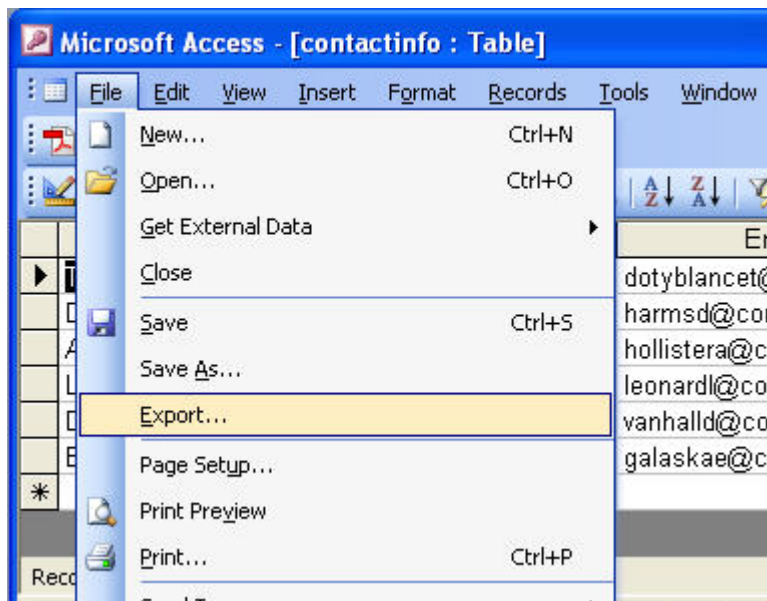 Microsoft Access - [contactinfo : Table]
File Edit View Insert Format Records Tools Window
New... Ctrl+N
Open... Ctrl+O
Get External Data
Close
Save Ctrl+S
Save As...
Export...
Page Setup...
Print Preview
Print... Ctrl+P
dotyblancet@
harmsd@co
hollistera@c
leonardl@co
vanhalld@co
galaskae@c